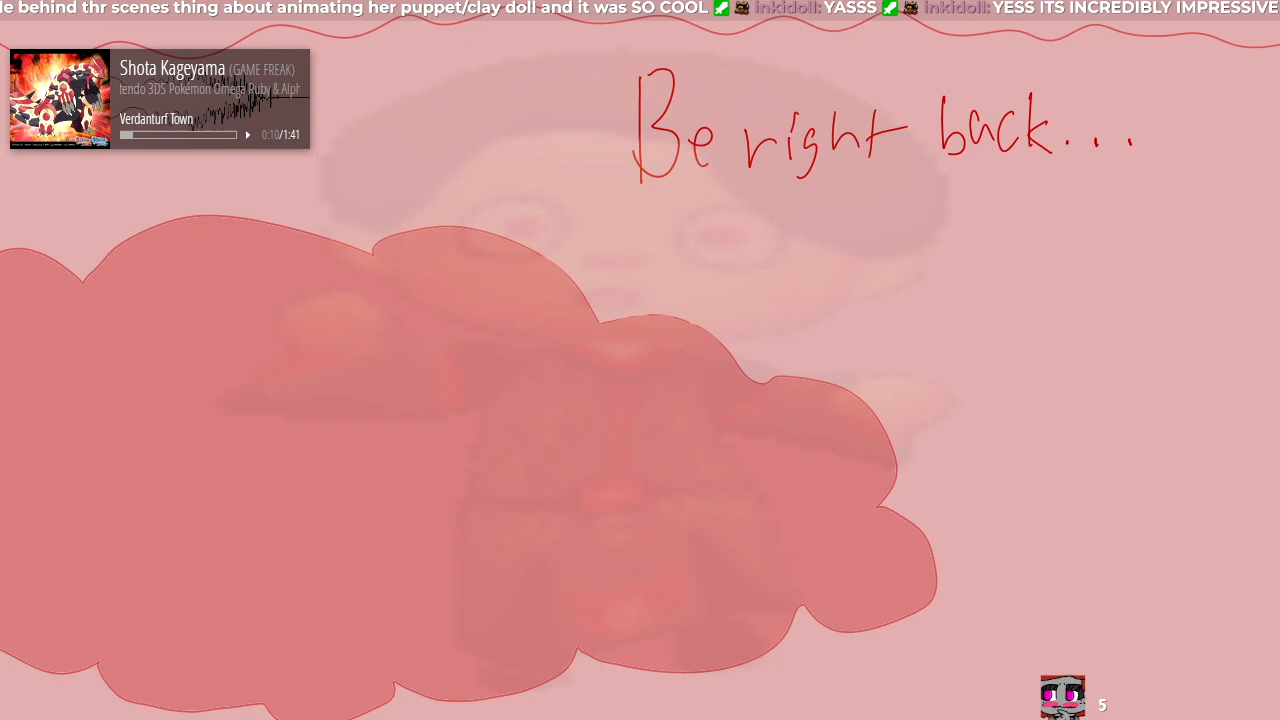 le behind thr scenes thing about animating her puppet/clay doll and it was SO COOL inkidoll: YASSS inkidoll: YESS ITS INCREDIBLY IMPRESSIVE
Shota Kageyama (GAME FREAK)
tendo 3DS Pokémon Omega Ruby & Alph
Verdanturf Town
0:10/1:41
Be right back...
5